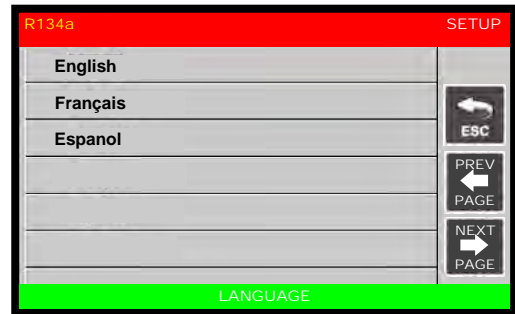 R134a SETUP
English
Français
Espanol
ESC
PREV
PAGE
NEXT
PAGE
LANGUAGE